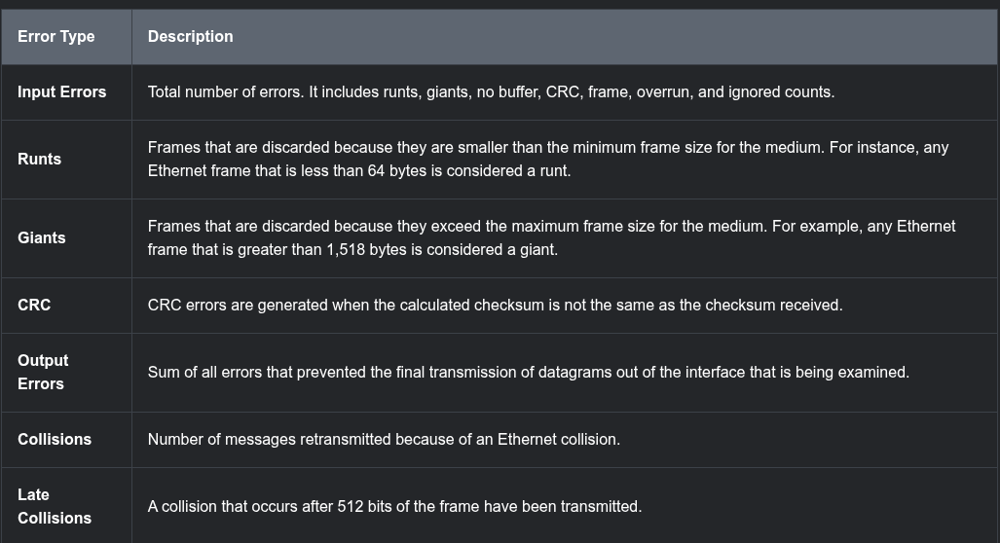 Error Type
Description
Input Errors
Total number of errors. It includes runts, giants, no buffer, CRC, frame, overrun, and ignored counts.
Runts
Frames that are discarded because they are smaller than the minimum frame size for the medium. For instance, any
Ethernet frame that is less than 64 bytes is considered a runt.
Giants
Frames that are discarded because they exceed the maximum frame size for the medium. For example, any Ethernet
frame that is greater than 1,518 bytes is considered a giant.
CRC
CRC errors are generated when the calculated checksum is not the same as the checksum received.
Output
Errors
Sum of all errors that prevented the final transmission of datagrams out of the interface that is being examined.
Collisions
Number of messages retransmitted because of an Ethernet collision.
Late
Collisions
A collision that occurs after 512 bits of the frame have been transmitted.